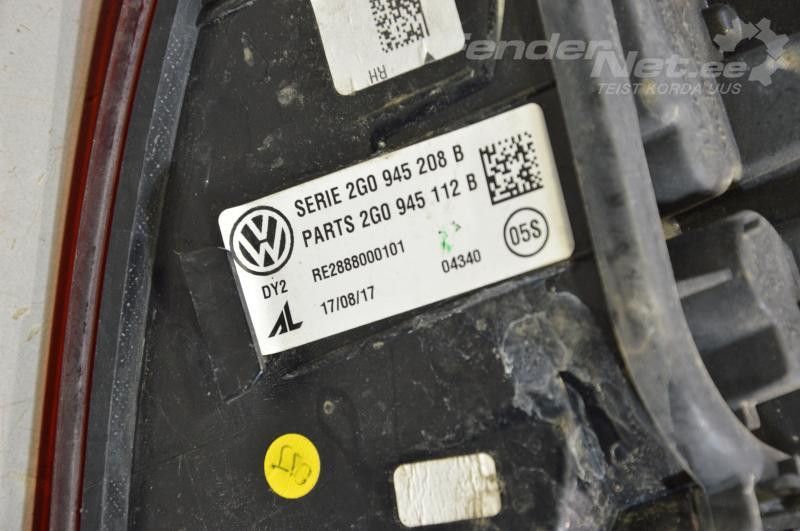 TenderNet.ee
TEIST KORDA UUS
RH
SERIE 2G0 945 208 B
PARTS 2G0 945 112 B
DY2
RE2888000101
04340
05S
17/08/17
AL